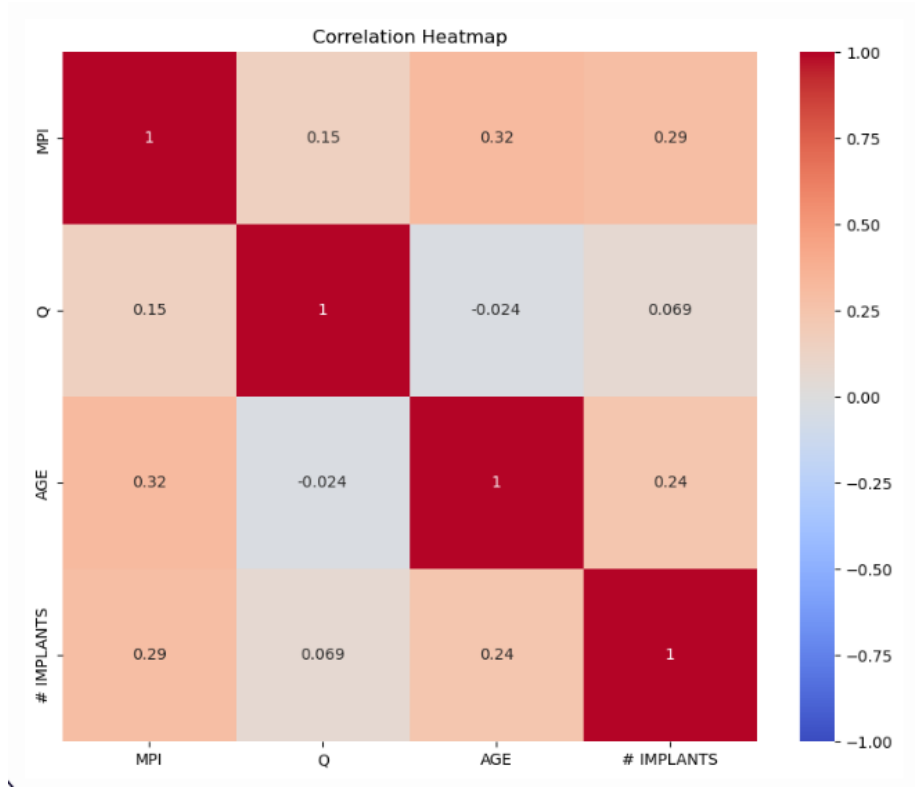 Correlation Heatmap
MPI 1 0.15 0.32 0.29
Q 0.15 1 -0.024 0.069
AGE 0.32 -0.024 1 0.24
# IMPLANTS 0.29 0.069 0.24 1
MPI Q AGE # IMPLANTS
1.00
0.75
0.50
0.25
0.00
−0.25
−0.50
−0.75
−1.00